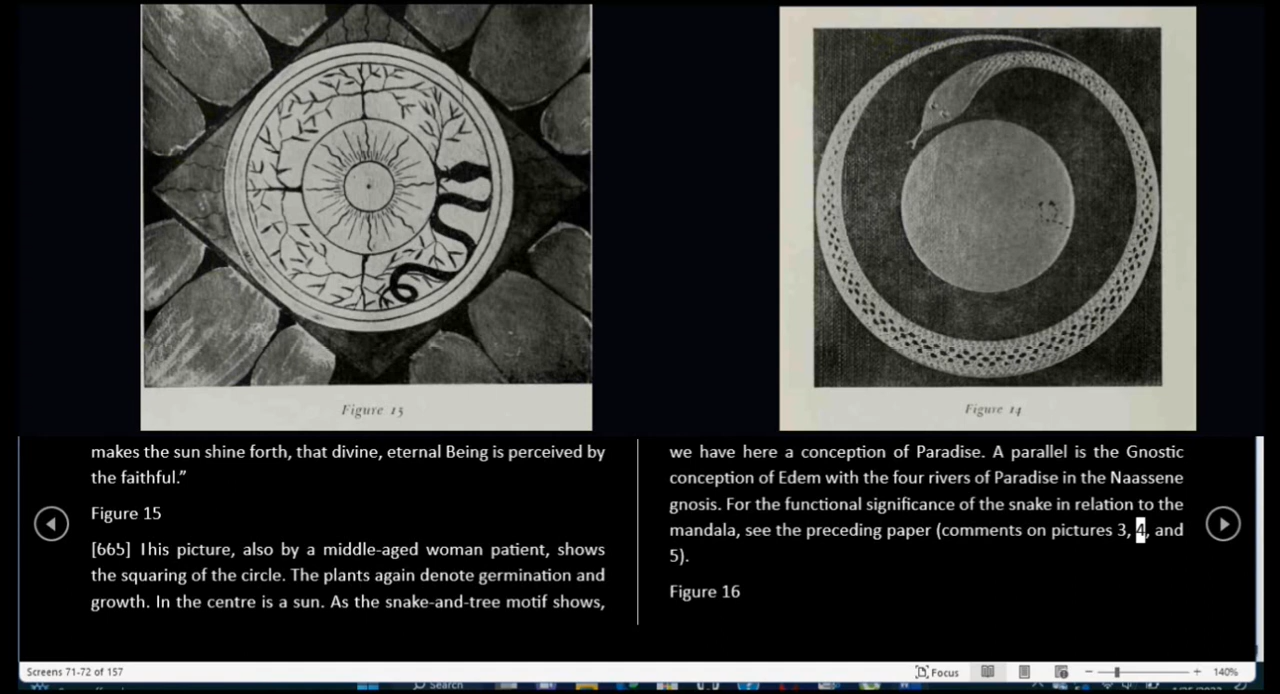 Figure 15
Figure 14
makes the sun shine forth, that divine, eternal Being is perceived by
the faithful.”
Figure 15
[665] This picture, also by a middle-aged woman patient, shows
the squaring of the circle. The plants again denote germination and
growth. In the centre is a sun. As the snake-and-tree motif shows,
we have here a conception of Paradise. A parallel is the Gnostic
conception of Edem with the four rivers of Paradise in the Naassene
gnosis. For the functional significance of the snake in relation to the
mandala, see the preceding paper (comments on pictures 3, 4, and
5).
Figure 16
Screens 71-72 of 157
Focus
140%
Search